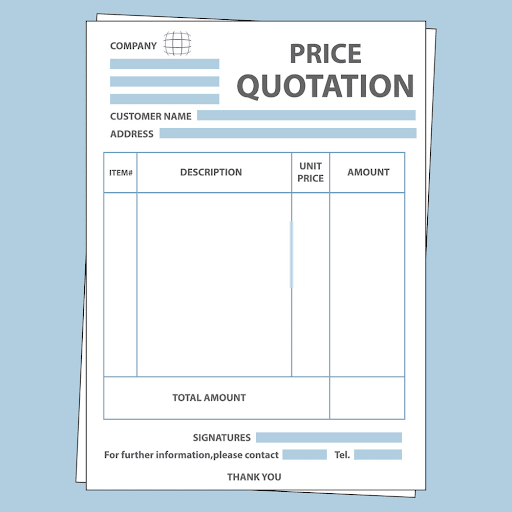 COMPANY
PRICE
QUOTATION
CUSTOMER NAME
ADDRESS
ITEM# DESCRIPTION UNIT PRICE AMOUNT
TOTAL AMOUNT
SIGNATURES
For further information,please contact Tel.
THANK YOU